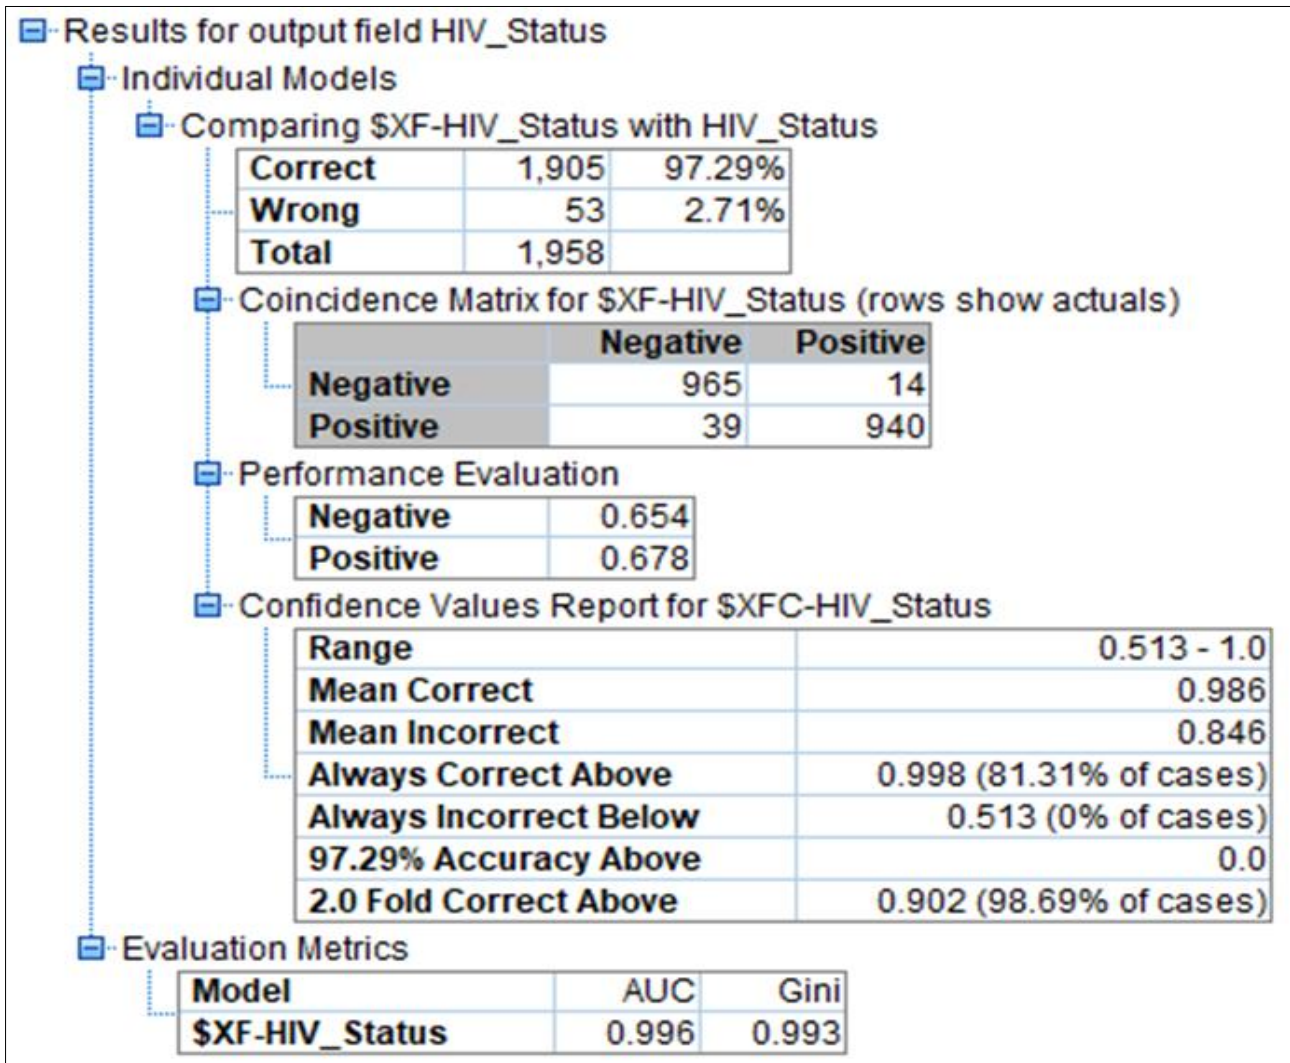 Results for output field HIV_Status
Individual Models
Comparing $XF-HIV_Status with HIV_Status
Correct 1,905 97.29%
Wrong 53 2.71%
Total 1,958
Coincidence Matrix for $XF-HIV_Status (rows show actuals)
Negative Positive
Negative 965 14
Positive 39 940
Performance Evaluation
Negative 0.654
Positive 0.678
Confidence Values Report for $XFC-HIV_Status
Range 0.513 - 1.0
Mean Correct 0.986
Mean Incorrect 0.846
Always Correct Above 0.998 (81.31% of cases)
Always Incorrect Below 0.513 (0% of cases)
97.29% Accuracy Above 0.0
2.0 Fold Correct Above 0.902 (98.69% of cases)
Evaluation Metrics
Model AUC Gini
$XF-HIV_Status 0.996 0.993